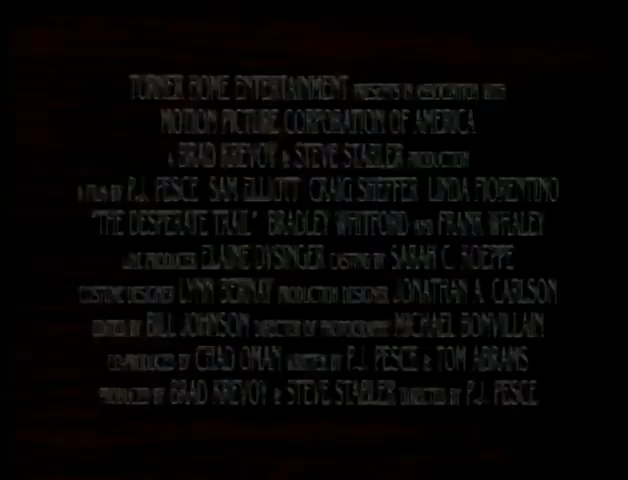 TURNER HOME ENTERTAINMENT PRESENTS IN ASSOCIATION WITH
MOTION PICTURE CORPORATION OF AMERICA
A BRAD KREVOY & STEVE STABLER PRODUCTION
A FILM BY P.J. PESCE SAM ELLIOTT CRAIG SHEFFER LINDA FIORENTINO
"THE DESPERATE TRAIL" BRADLEY WHITFORD AND FRANK WHALEY
LINE PRODUCER ELAINE DYSINGER CASTING BY SARAH C. KOEPPE
COSTUME DESIGNER LYNN BERNAY PRODUCTION DESIGNER JONATHAN A. CARLSON
EDITED BY BILL JOHNSON DIRECTOR OF PHOTOGRAPHY MICHAEL BONVILLAIN
CO-PRODUCED BY CHAD OMAN WRITTEN BY P.J. PESCE & TOM ABRAMS
PRODUCED BY BRAD KREVOY & STEVE STABLER DIRECTED BY P.J. PESCE